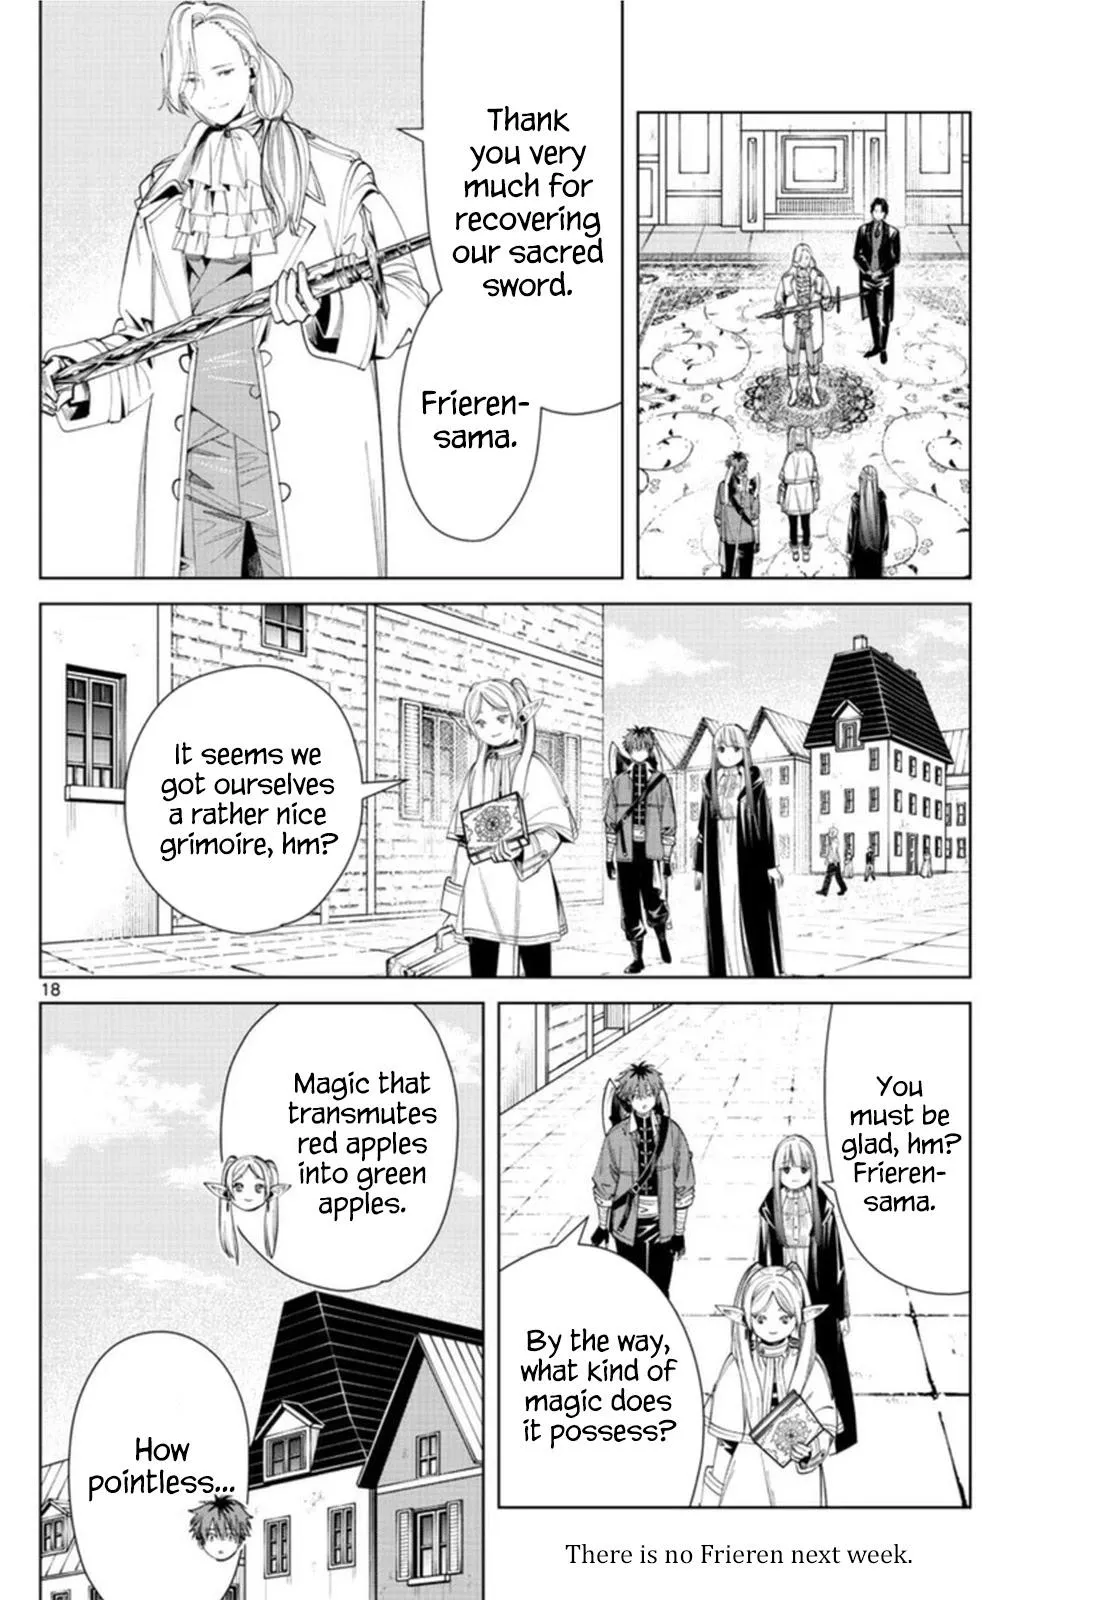 Thank
you very
much for
recovering
our sacred
sword.
Frieren-
sama.
It seems we
got ourselves
a rather nice
grimoire, hm?
18
You
must be
glad, hm?
Frieren-
sama.
By the way,
what kind of
magic does
it possess?
Magic that
transmutes
red apples
into green
apples.
How
pointless...
There is no Frieren next week.